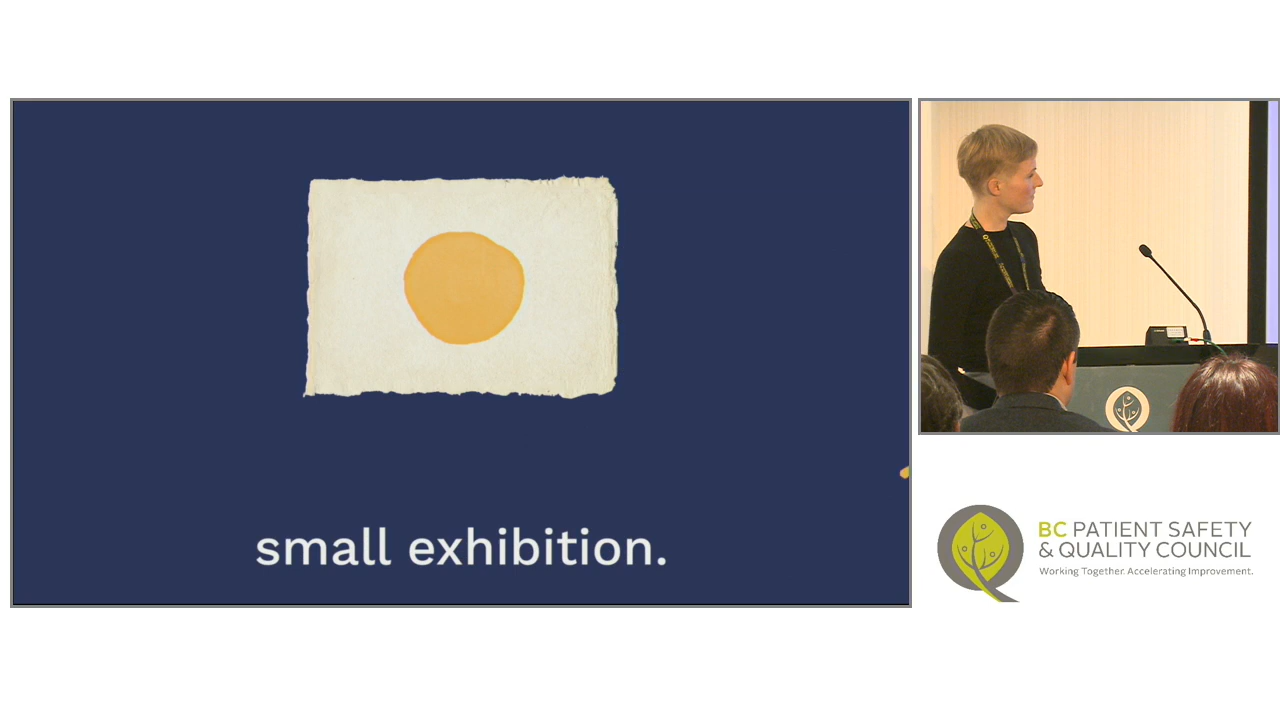 small exhibition.
BC PATIENT SAFETY
& QUALITY COUNCIL
Working Together. Accelerating Improvement.